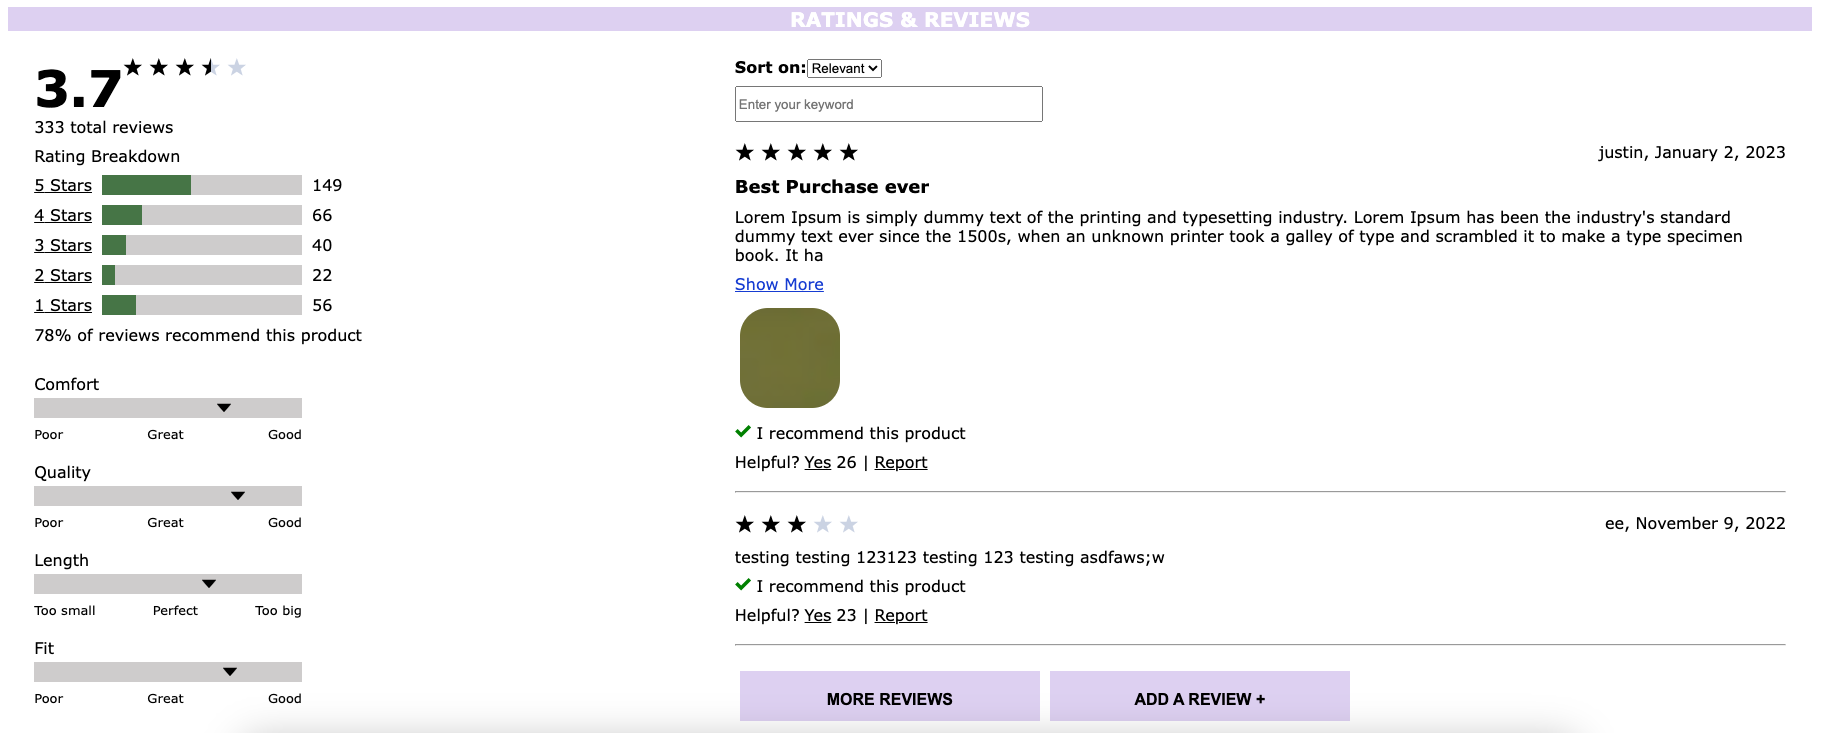 RATINGS & REVIEWS
3.7
333 total reviews
Rating Breakdown
5 Stars 149
4 Stars 66
3 Stars 40
2 Stars 22
1 Stars 56
78% of reviews recommend this product
Comfort
Poor Great Good
Quality
Poor Great Good
Length
Too small Perfect Too big
Fit
Poor Great Good
Sort on: Relevant
Enter your keyword
justin, January 2, 2023
Best Purchase ever
Lorem Ipsum is simply dummy text of the printing and typesetting industry. Lorem Ipsum has been the industry's standard
dummy text ever since the 1500s, when an unknown printer took a galley of type and scrambled it to make a type specimen
book. It ha
Show More
I recommend this product
Helpful? Yes 26 | Report
ee, November 9, 2022
testing testing 123123 testing 123 testing asdfaws;w
I recommend this product
Helpful? Yes 23 | Report
MORE REVIEWS
ADD A REVIEW +